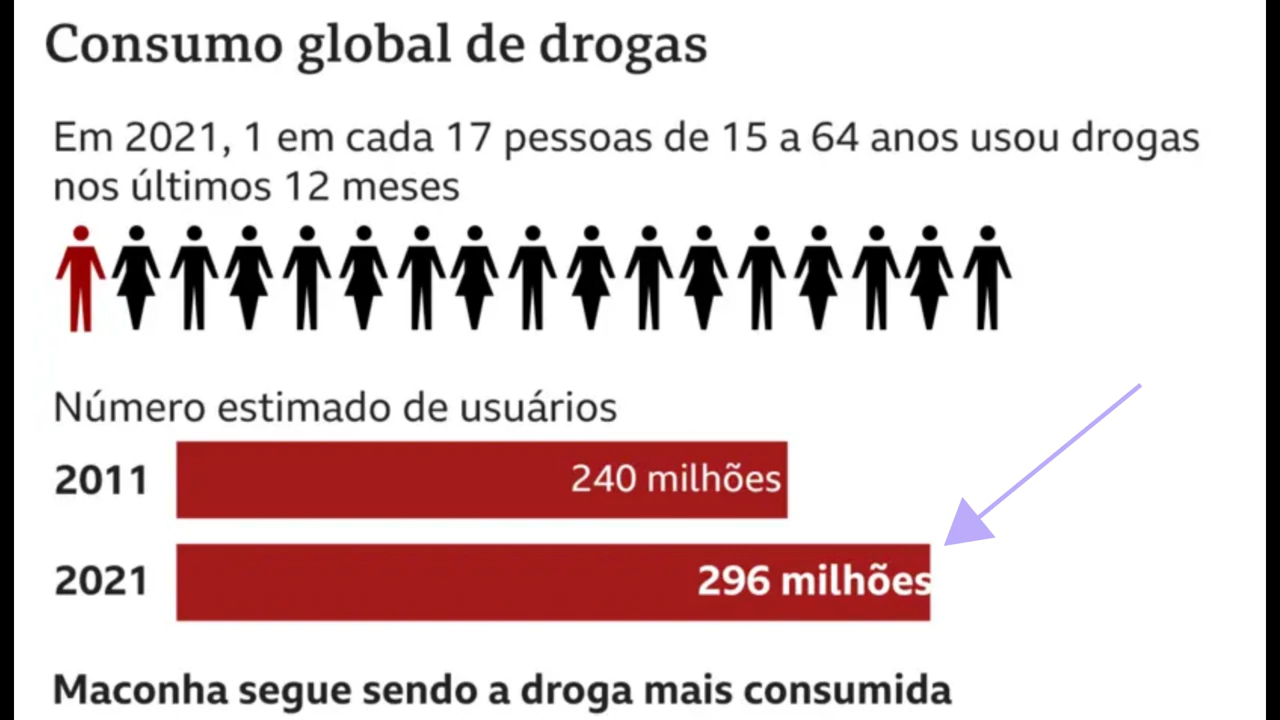 Consumo global de drogas
Em 2021, 1 em cada 17 pessoas de 15 a 64 anos usou drogas
nos últimos 12 meses
Número estimado de usuários
2011 240 milhões
2021 296 milhões
Maconha segue sendo a droga mais consumida